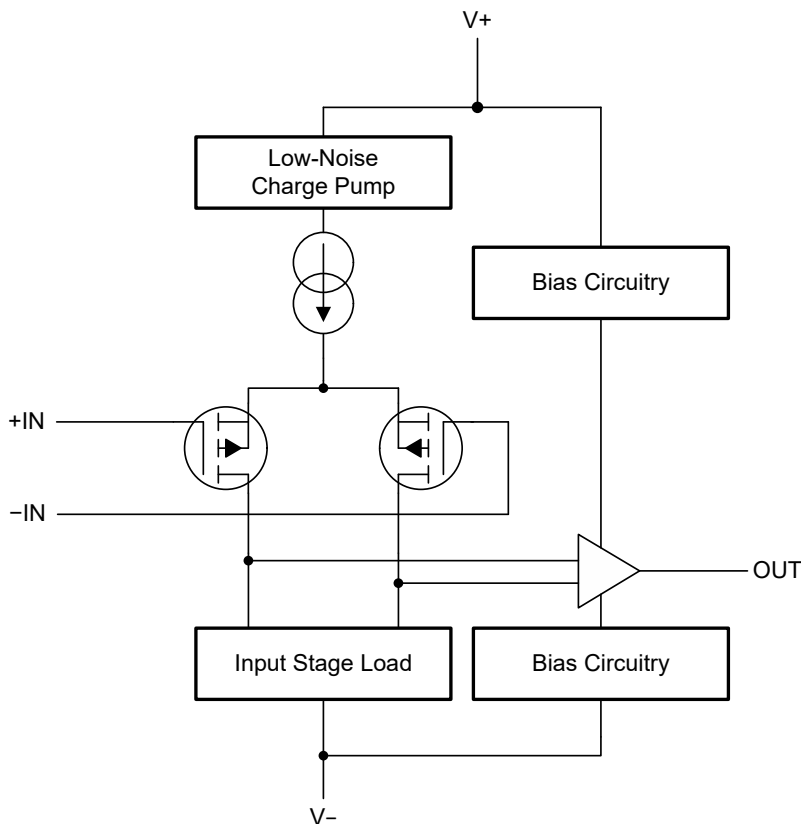 V+
Low-Noise
Charge Pump
Bias Circuitry
+IN
−IN
OUT
Input Stage Load
Bias Circuitry
V−